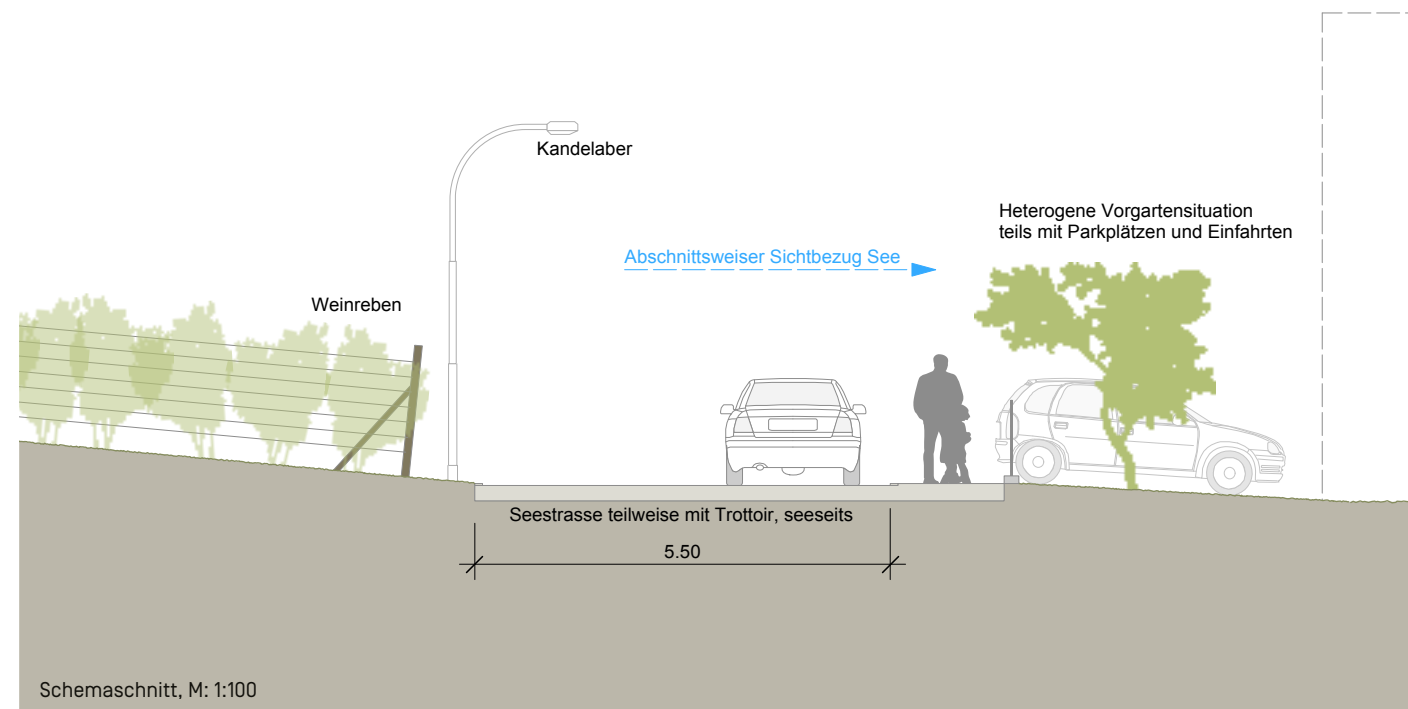 Kandelaber
Heterogene Vorgartensituation
teils mit Parkplätzen und Einfahrten
Abschnittsweiser Sichtbezug See
Weinreben
Seestrasse teilweise mit Trottoir, seeseits
5.50
Schemaschnitt, M: 1:100